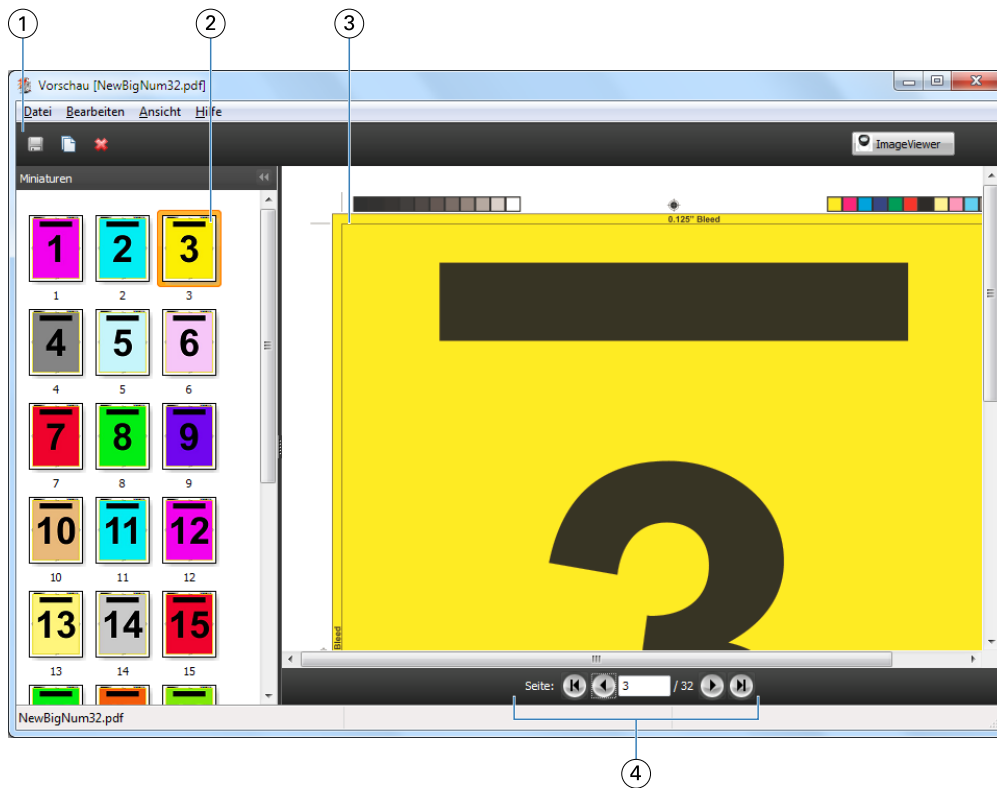 1 2 3
Vorschau [NewBigNum32.pdf]
Datei Bearbeiten Ansicht Hilfe
ImageViewer
Miniaturen
0.125" Bleed
1 2 3
1 2 3
4 5 6
4 5 6
7 8 9
7 8 9
10 11 12
10 11 12
13 14 15
13 14 15
3
Bleed
Seite: 3 / 32
NewBigNum32.pdf
4